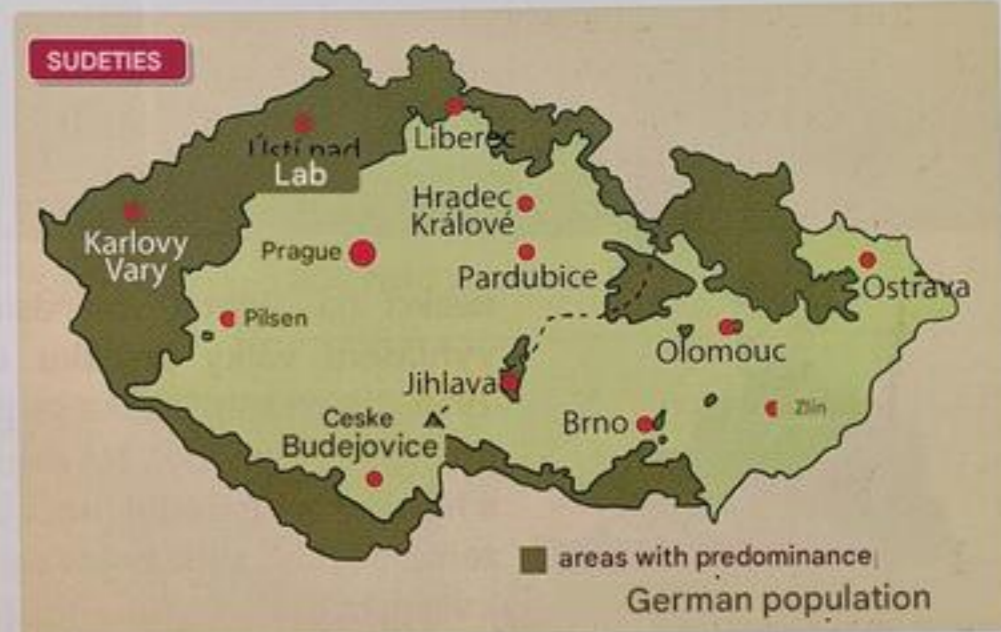 SUDETIES
Ústí nad
Lab
Liberec
Karlovy
Vary
Hradec
Králové
Prague
Pardubice
Ostrava
Pilsen
Olomouc
Jihlava
Zlín
Ceske
Budejovice
Brno
areas with predominance
German population